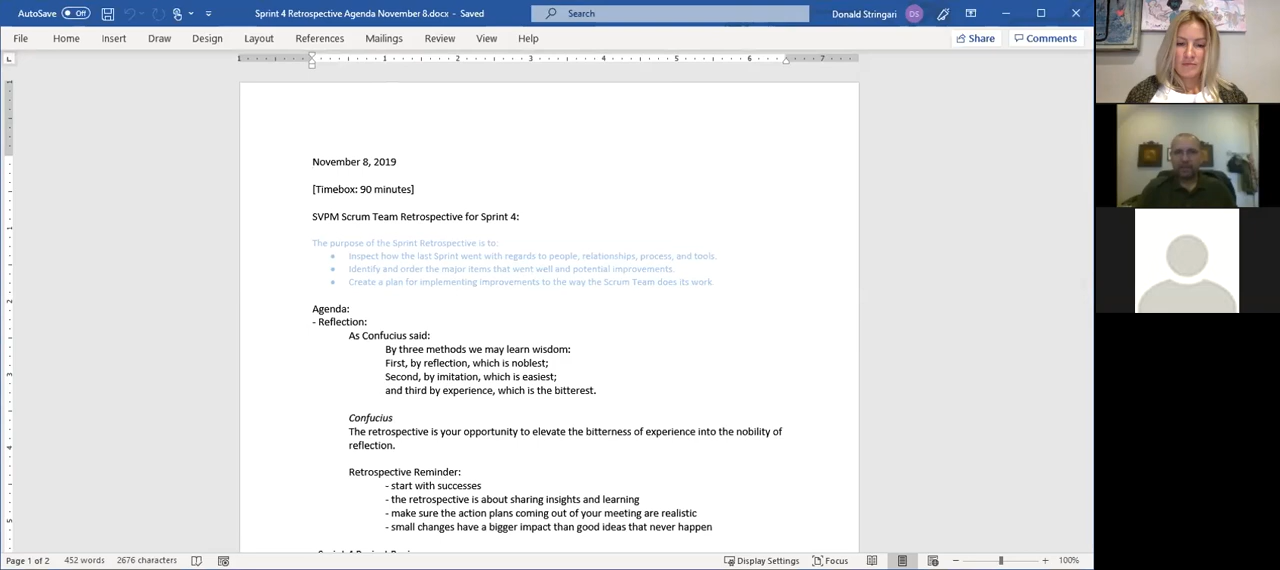 AutoSave Off Sprint 4 Retrospective Agenda November 8.docx - Saved Search Donald Stringari DS
File Home Insert Draw Design Layout References Mailings Review View Help Share Comments
1 1 2 3 4 5 6 7
November 8, 2019
[Timebox: 90 minutes]
SVPM Scrum Team Retrospective for Sprint 4:
The purpose of the Sprint Retrospective is to:
• Inspect how the last Sprint went with regards to people, relationships, process, and tools.
• Identify and order the major items that went well and potential improvements.
• Create a plan for implementing improvements to the way the Scrum Team does its work.
Agenda:
- Reflection:
As Confucius said:
By three methods we may learn wisdom:
First, by reflection, which is noblest;
Second, by imitation, which is easiest;
and third by experience, which is the bitterest.
Confucius
The retrospective is your opportunity to elevate the bitterness of experience into the nobility of
reflection.
Retrospective Reminder:
- start with successes
- the retrospective is about sharing insights and learning
- make sure the action plans coming out of your meeting are realistic
- small changes have a bigger impact than good ideas that never happen
Page 1 of 2 452 words 2676 characters Display Settings Focus 100%